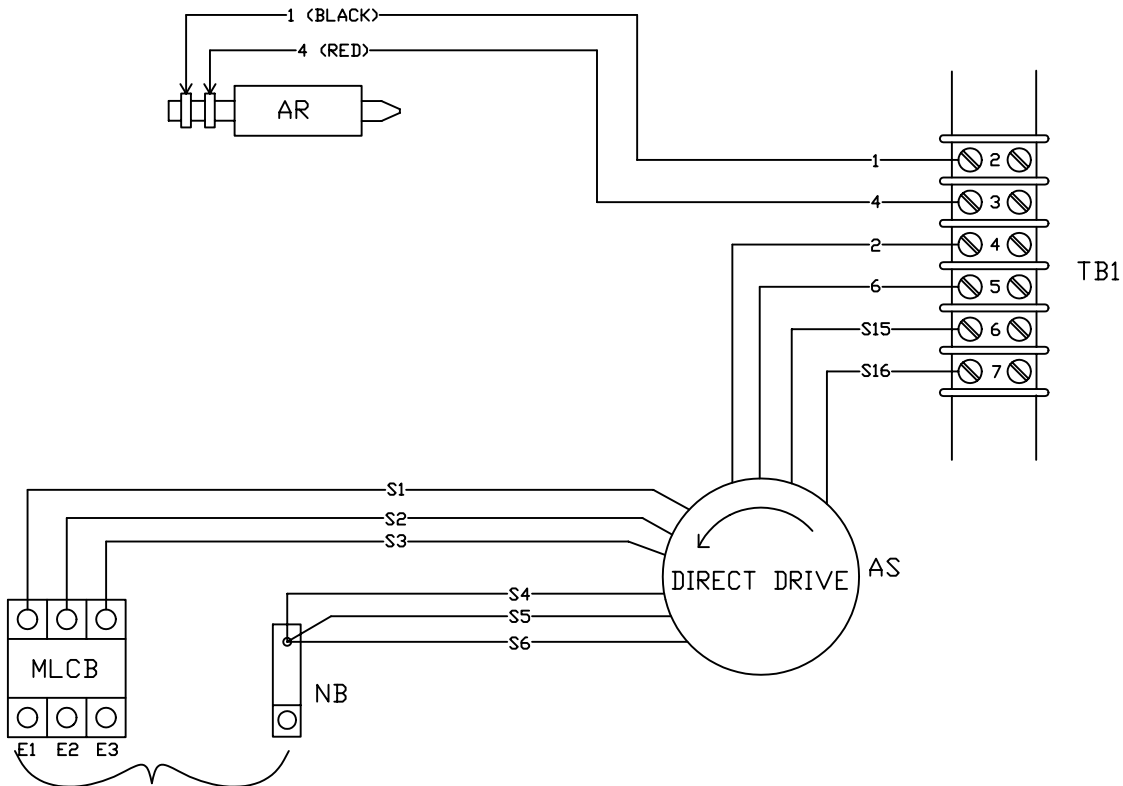 1 (BLACK)
4 (RED)
AR
1
2
4
3
2
4
TB1
6
5
S15
6
S16
7
S1
S2
S3
AS
DIRECT DRIVE
S4
S5
S6
MLCB
NB
E1 E2 E3